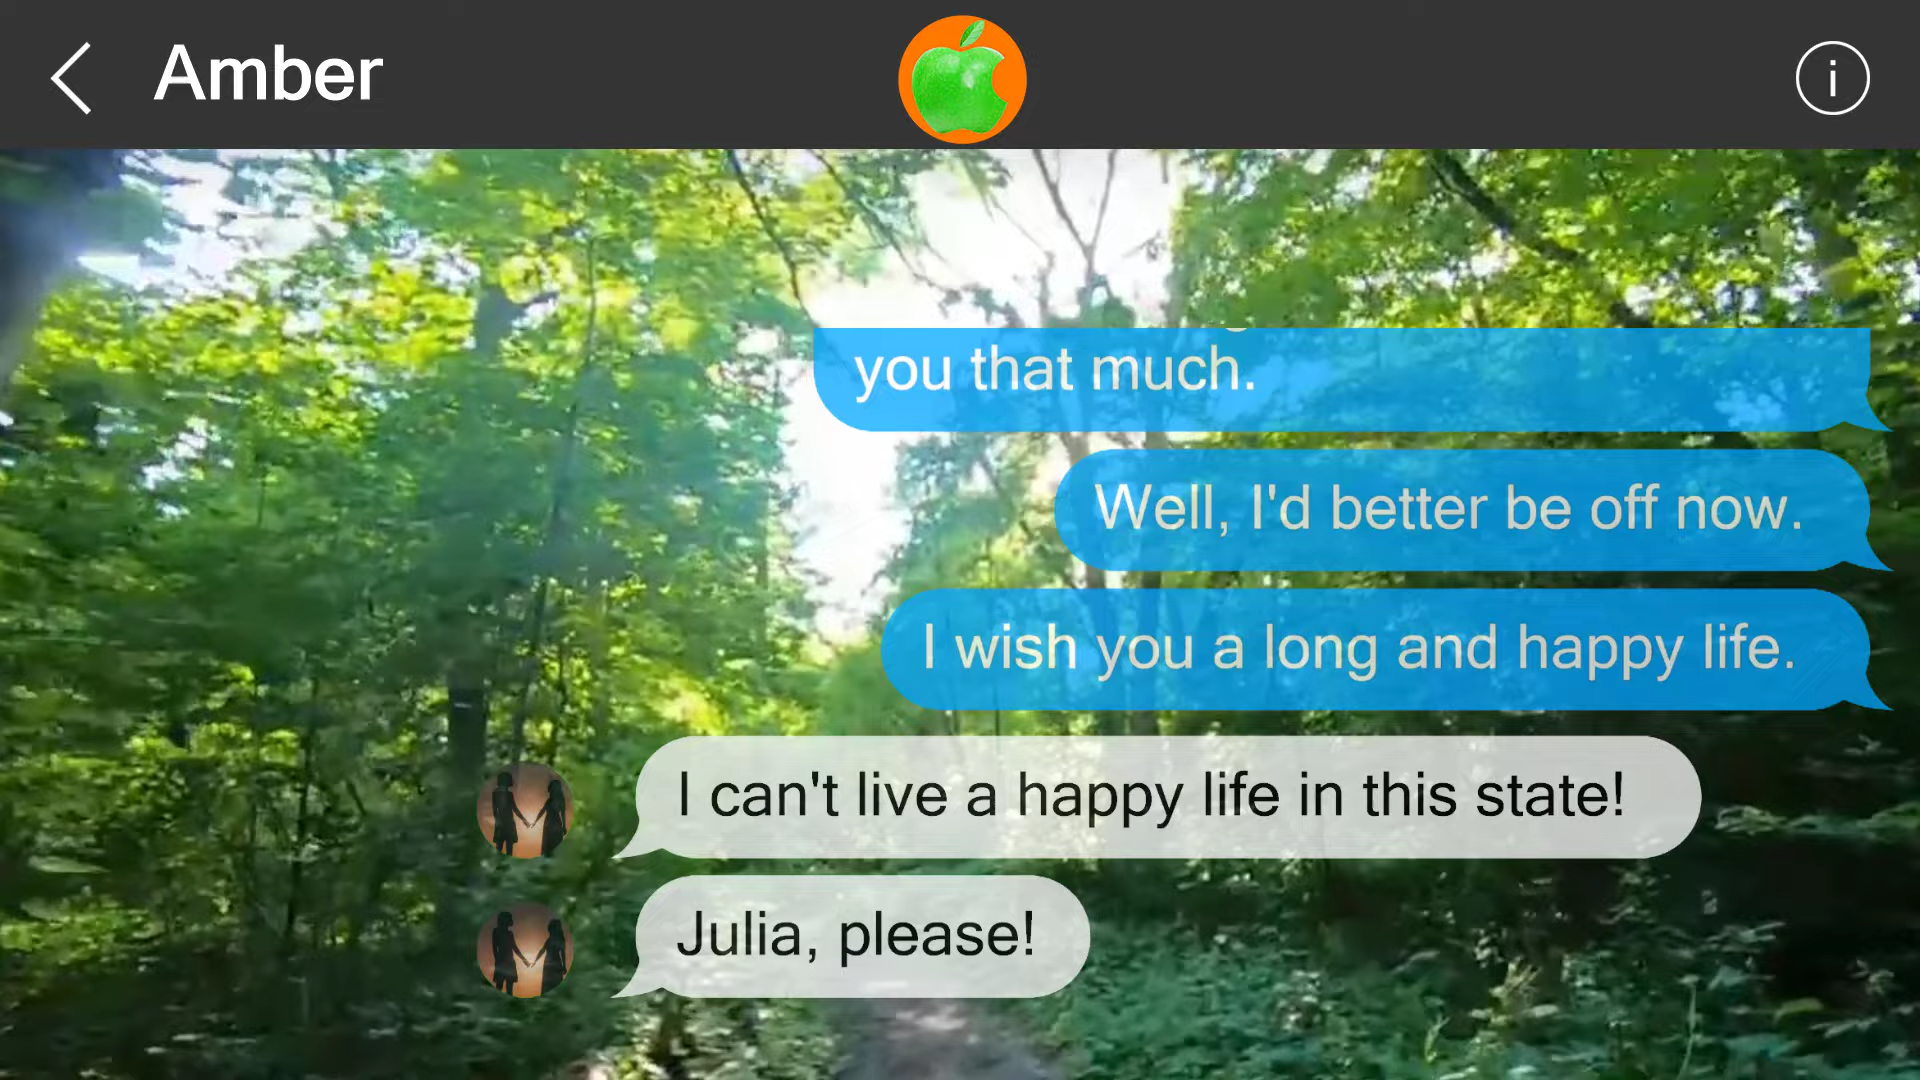 Amber
i
you that much.
Well, I'd better be off now.
I wish you a long and happy life.
I can't live a happy life in this state!
Julia, please!